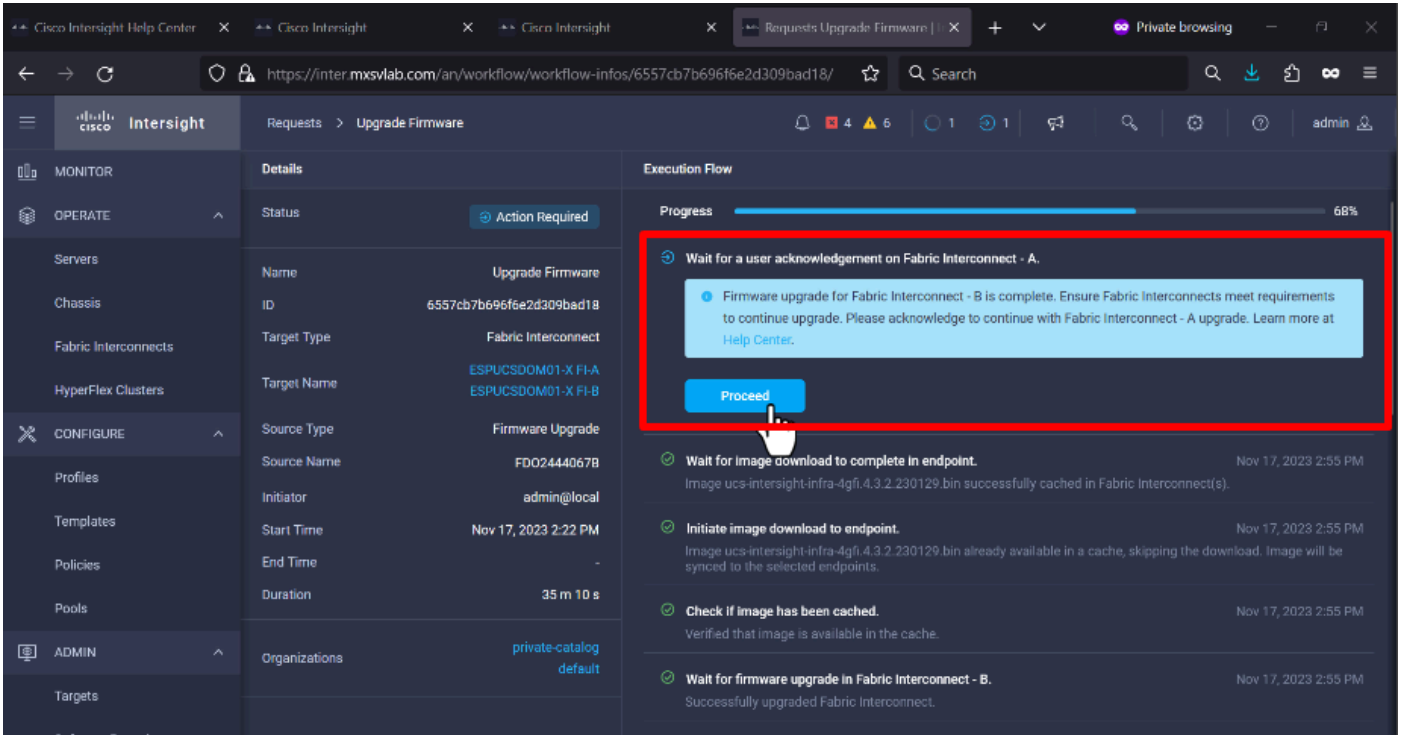 Cisco Intersight Help Center
Cisco Intersight
Cisco Intersight
Requests Upgrade Firmware | I
Private browsing
https://inter.mxsvlab.com/an/workflow/workflow-infos/6557cb7b696f6e2d309bad18/
Search
cisco Intersight
Requests > Upgrade Firmware
4
6
1
1
admin
MONITOR
OPERATE
Servers
Chassis
Fabric Interconnects
HyperFlex Clusters
CONFIGURE
Profiles
Templates
Policies
Pools
ADMIN
Targets
Details
Status Action Required
Name Upgrade Firmware
ID 6557cb7b696f6e2d309bad18
Target Type Fabric Interconnect
Target Name ESPUCSDOM01-X FI-A
ESPUCSDOM01-X FI-B
Source Type Firmware Upgrade
Source Name FDO2444067B
Initiator admin@local
Start Time Nov 17, 2023 2:22 PM
End Time -
Duration 35 m 10 s
Organizations private-catalog
default
Execution Flow
Progress 68%
Wait for a user acknowledgement on Fabric Interconnect - A.
Firmware upgrade for Fabric Interconnect - B is complete. Ensure Fabric Interconnects meet requirements
to continue upgrade. Please acknowledge to continue with Fabric Interconnect - A upgrade. Learn more at
Help Center.
Proceed
Wait for image download to complete in endpoint. Nov 17, 2023 2:55 PM
Image ucs-intersight-infra-4gfi.4.3.2.230129.bin successfully cached in Fabric Interconnect(s).
Initiate image download to endpoint. Nov 17, 2023 2:55 PM
Image ucs-intersight-infra-4gfi.4.3.2.230129.bin already available in a cache, skipping the download. Image will be
synced to the selected endpoints.
Check if image has been cached. Nov 17, 2023 2:55 PM
Verified that image is available in the cache.
Wait for firmware upgrade in Fabric Interconnect - B. Nov 17, 2023 2:55 PM
Successfully upgraded Fabric Interconnect.